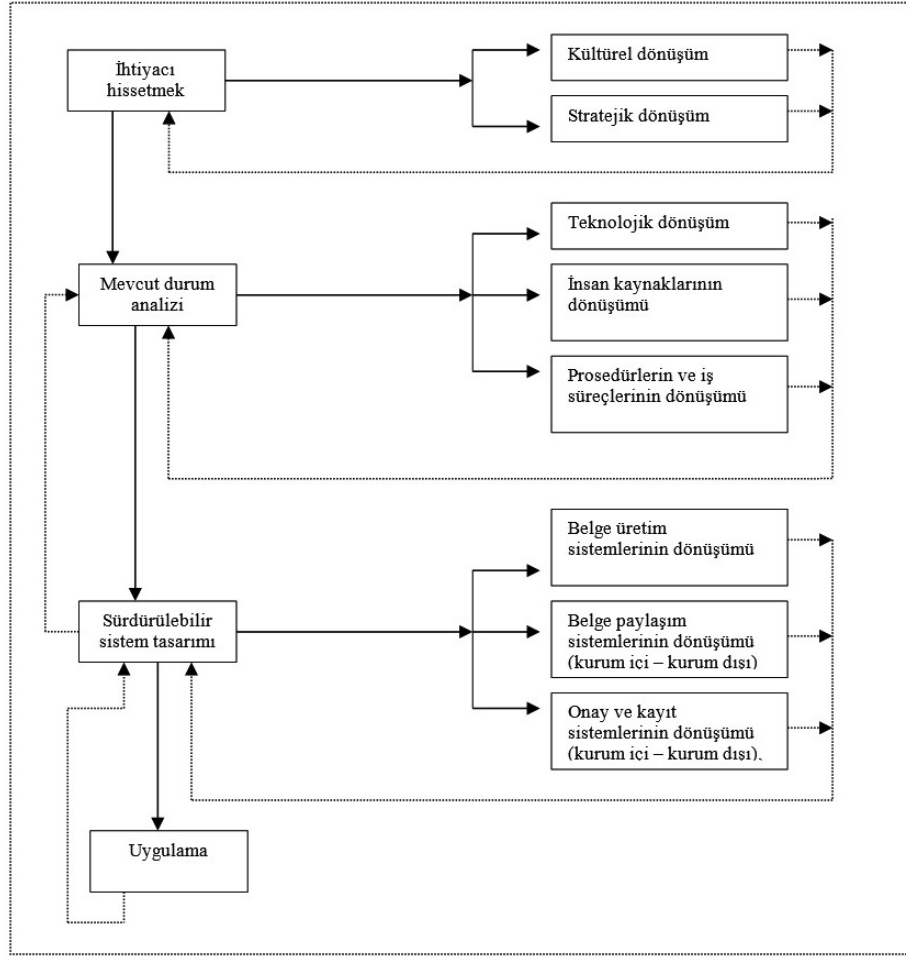 İhtiyacı
hissetmek
Kültürel dönüşüm
Stratejik dönüşüm
Mevcut durum
analizi
Teknolojik dönüşüm
İnsan kaynaklarının
dönüşümü
Prosedürlerin ve iş
süreçlerinin dönüşümü
Sürdürülebilir
sistem tasarımı
Belge üretim
sistemlerinin dönüşümü
Belge paylaşım
sistemlerinin dönüşümü
(kurum içi – kurum dışı)
Onay ve kayıt
sistemlerinin dönüşümü
(kurum içi – kurum dışı).
Uygulama